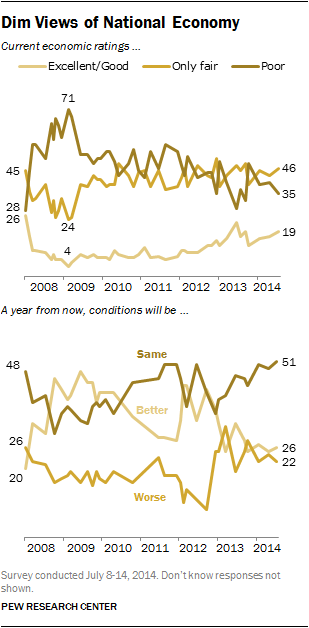 Dim Views of National Economy
Current economic ratings ...
Excellent/Good Only fair Poor
71
45
46
28
35
26
24
19
4
2008 2009 2010 2011 2012 2013 2014
A year from now, conditions will be ...
48
Same
51
Better
26
26
22
20
Worse
2008 2009 2010 2011 2012 2013 2014
Survey conducted July 8-14, 2014. Don't know responses not
shown.
PEW RESEARCH CENTER